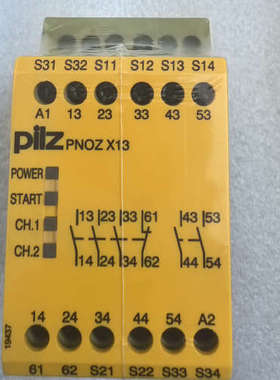 S31 S32 S11 S12 S13 S14
A1 13 23 33 43 53
pilz PNOZ X13
POWER
START
CH.1
CH.2
13 23 33 61 43 53
14 24 34 62 44 54
19437
14 24 34 44 54 A2
61 62 S21 S22 S33 S34